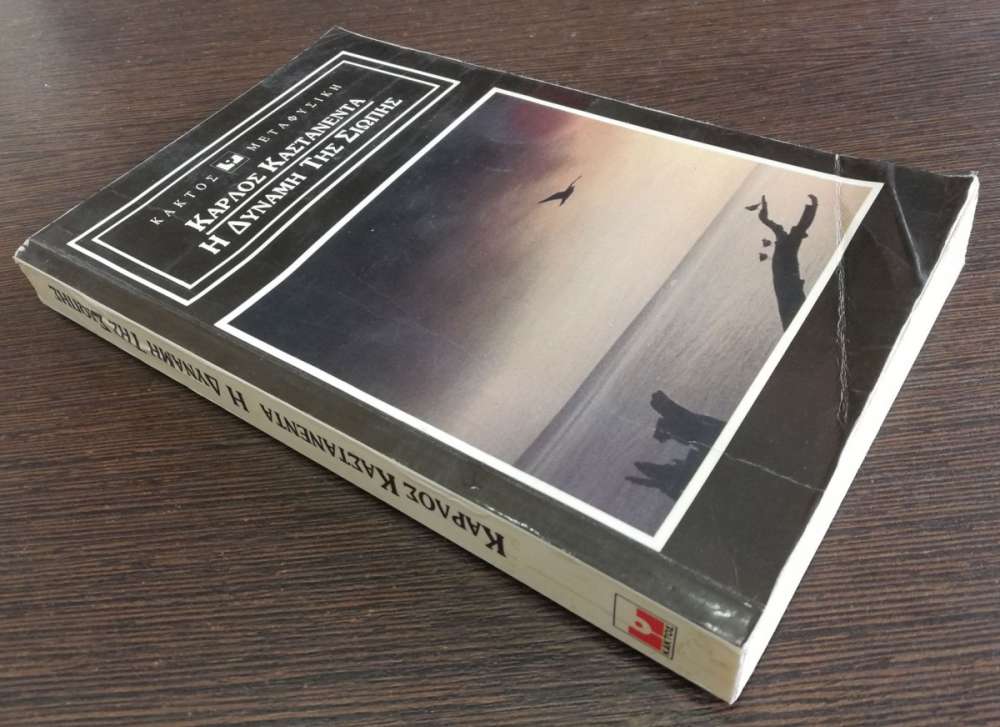 ΚΑΚΤΟΣ ΜΕΤΑΦΥΣΙΚΗ
ΚΑΡΛΟΣ ΚΑΣΤΑΝΕΝΤΑ
Η ΔΥΝΑΜΗ ΤΗΣ ΣΙΩΠΗΣ
ΚΑΡΛΟΣ ΚΑΣΤΑΝΕΝΤΑ Η ΔΥΝΑΜΗ ΤΗΣ ΣΙΩΠΗΣ
ΚΑΚΤΟΣ